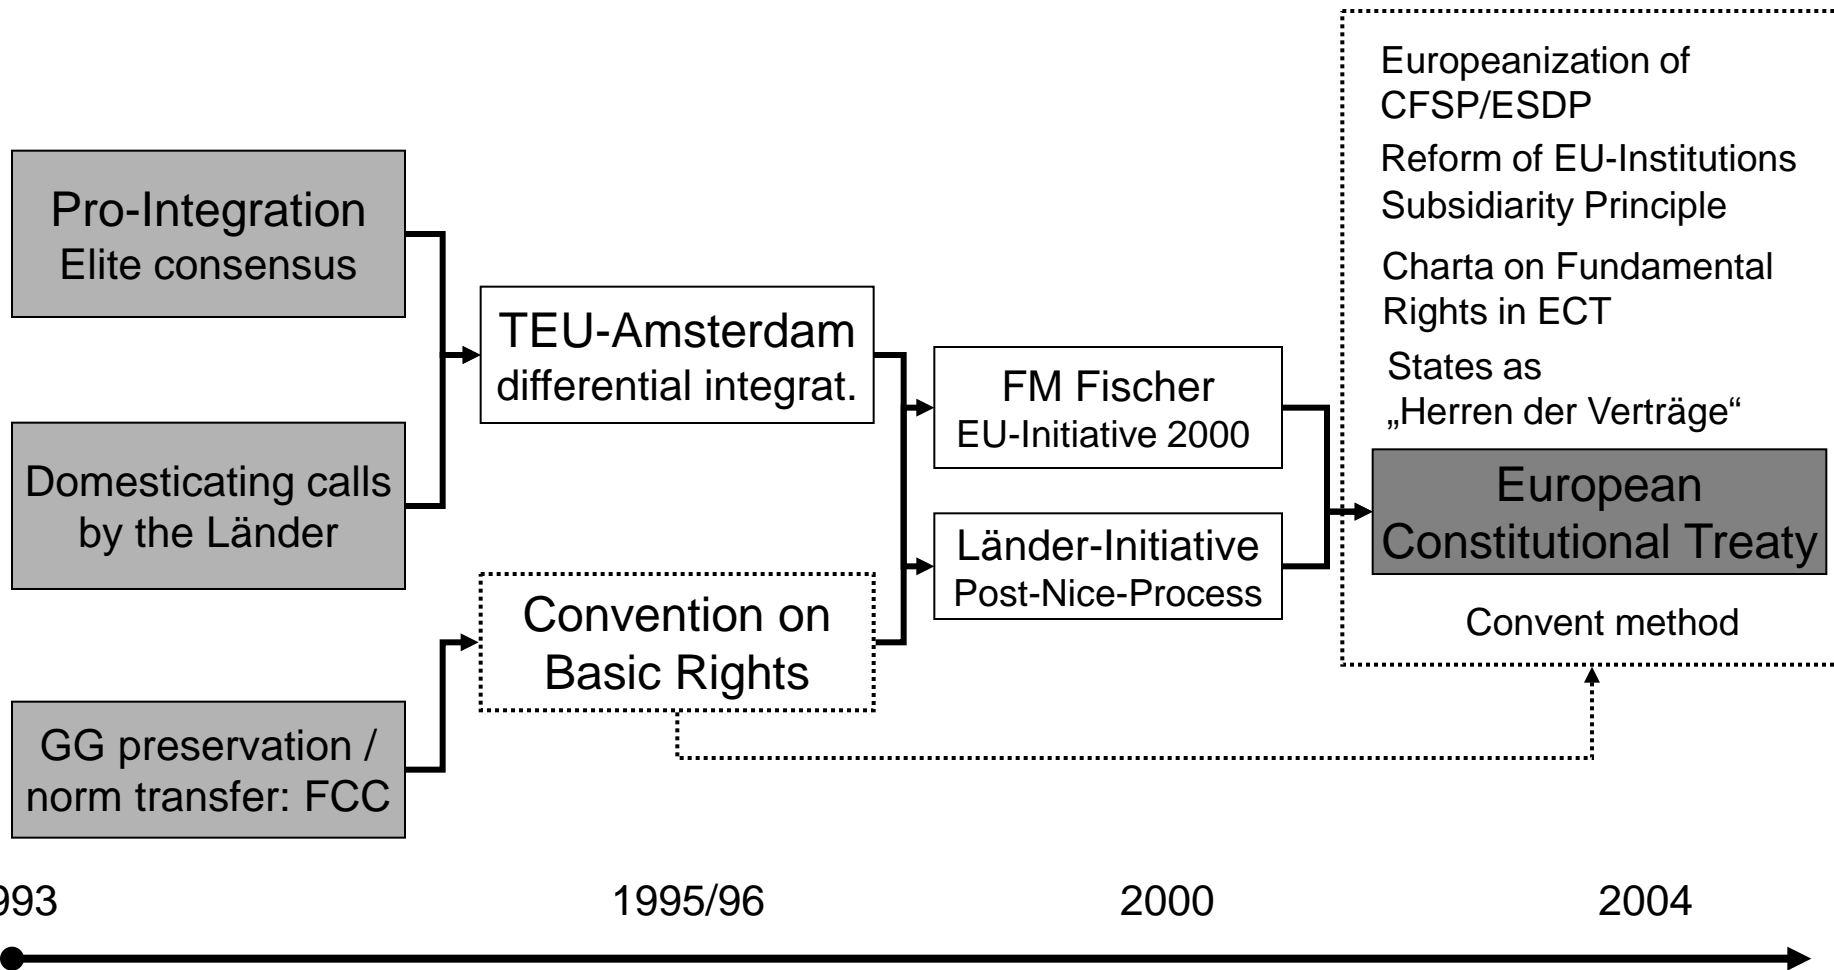 Pro-Integration
Elite consensus
Domesticating calls
by the Länder
GG preservation /
norm transfer: FCC
TEU-Amsterdam
differential integrat.
Convention on
Basic Rights
FM Fischer
EU-Initiative 2000
Länder-Initiative
Post-Nice-Process
Europeanization of
CFSP/ESDP
Reform of EU-Institutions
Subsidiarity Principle
Charta on Fundamental
Rights in ECT
States as
„Herren der Verträge“
European
Constitutional Treaty
Convent method
993
1995/96
2000
2004